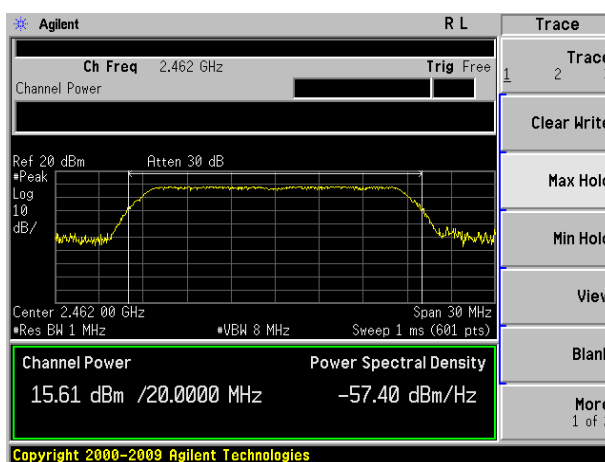 Agilent R L Trace
Ch Freq 2.462 GHz Trig Free
Channel Power
Trace
1 2
Clear Write
Max Hold
Min Hold
View
Blank
More
1 of
Ref 20 dBm Atten 30 dB
#Peak
Log
10
dB/
Center 2.462 00 GHz Span 30 MHz
#Res BW 1 MHz #VBW 8 MHz Sweep 1 ms (601 pts)
Channel Power Power Spectral Density
15.61 dBm /20.0000 MHz -57.40 dBm/Hz
Copyright 2000-2009 Agilent Technologies